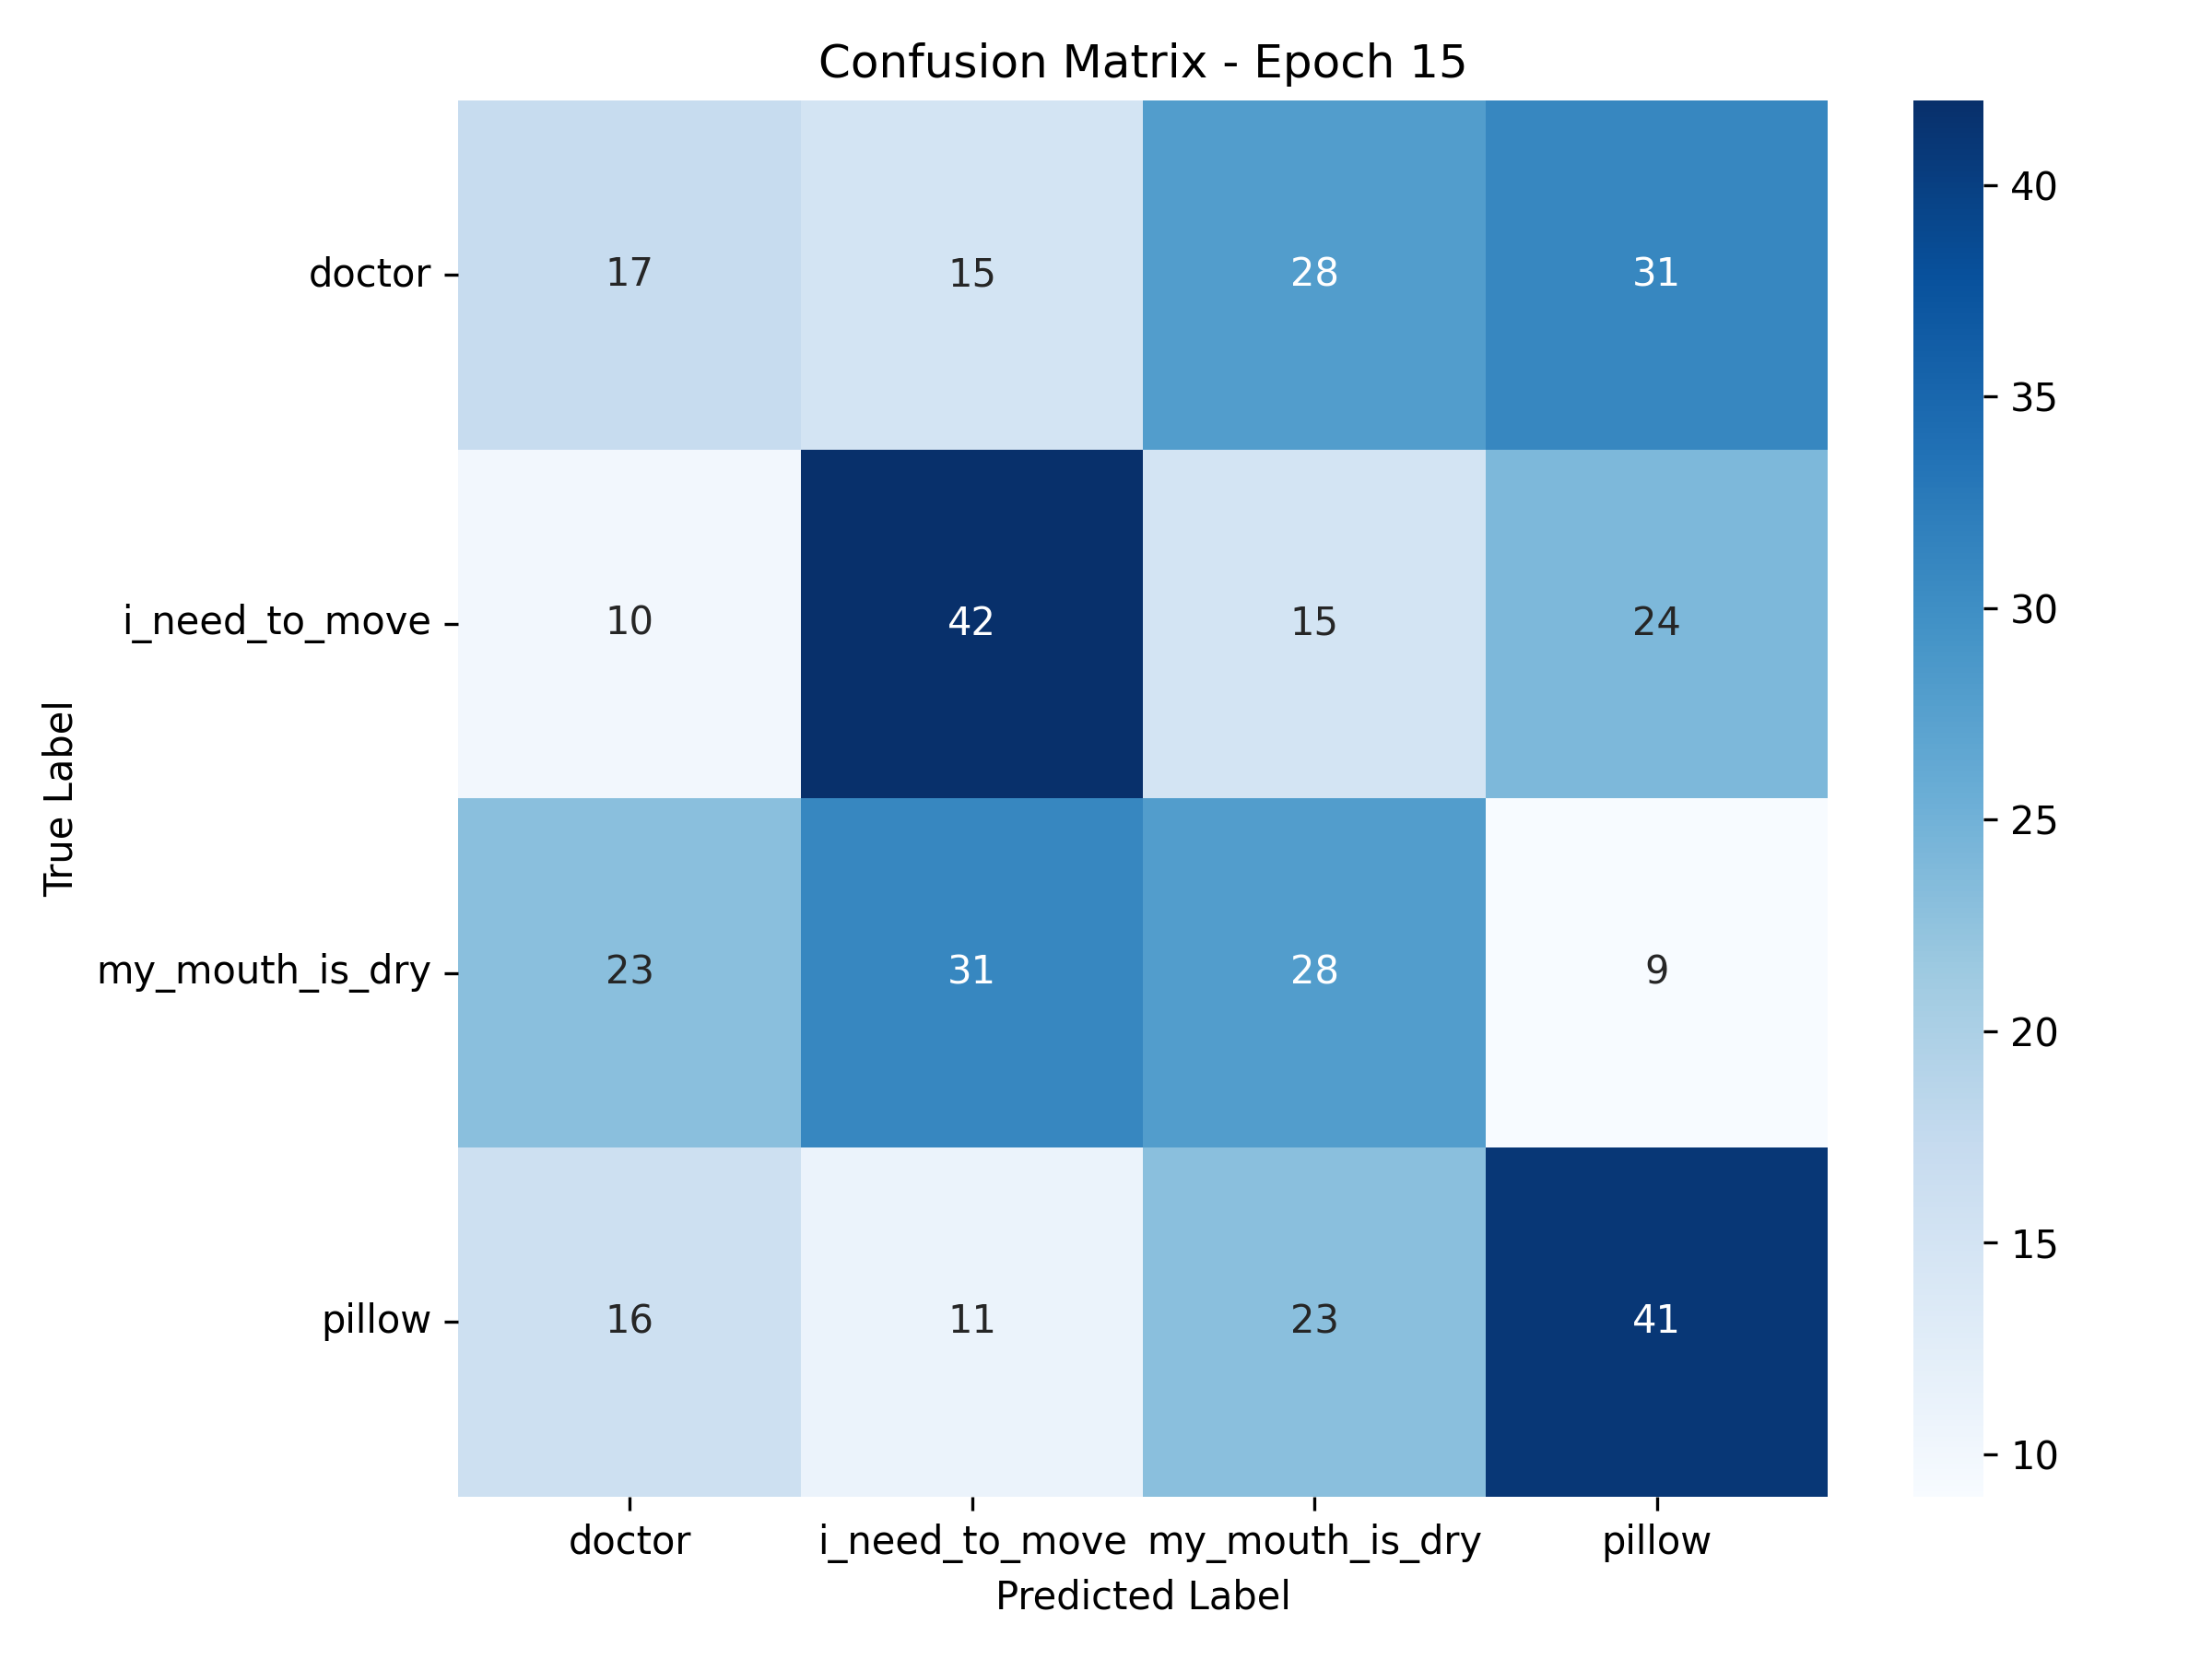 Confusion Matrix - Epoch 15
doctor 17 15 28 31
i_need_to_move 10 42 15 24
my_mouth_is_dry 23 31 28 9
pillow 16 11 23 41
doctor i_need_to_move my_mouth_is_dry pillow
Predicted Label
True Label
40
35
30
25
20
15
10